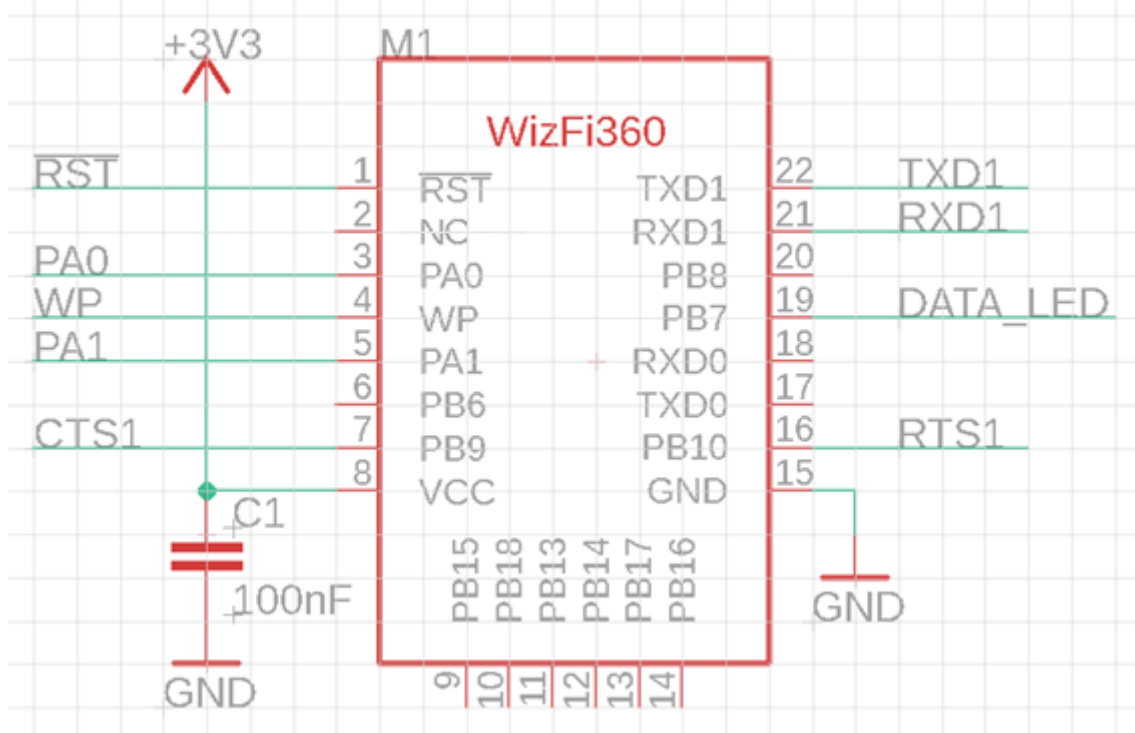 +3V3
M1
WizFi360
RST 1 RST TXD1 22 TXD1
2 NC RXD1 21 RXD1
PA0 3 PA0 PB8 20
WP 4 WP PB7 19 DATA_LED
PA1 5 PA1 RXD0 18
6 PB6 TXD0 17
CTS1 7 PB9 PB10 16 RTS1
8 VCC GND 15
C1
100nF
GND
PB15 PB18 PB13 PB14 PB17 PB16
9 10 11 12 13 14
GND